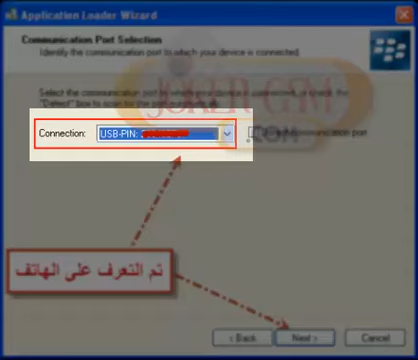 Application Loader Wizard
Communication Port Selection
Identify the communication port to which your device is connected.
Select the communication port to which your device is connected, or check the
"Detect" box to scan for the port automatically.
JOKER GSM
.COM
Connection: USB-PIN:
communication port
تم التعرف على الهاتف
< Back Next > Cancel